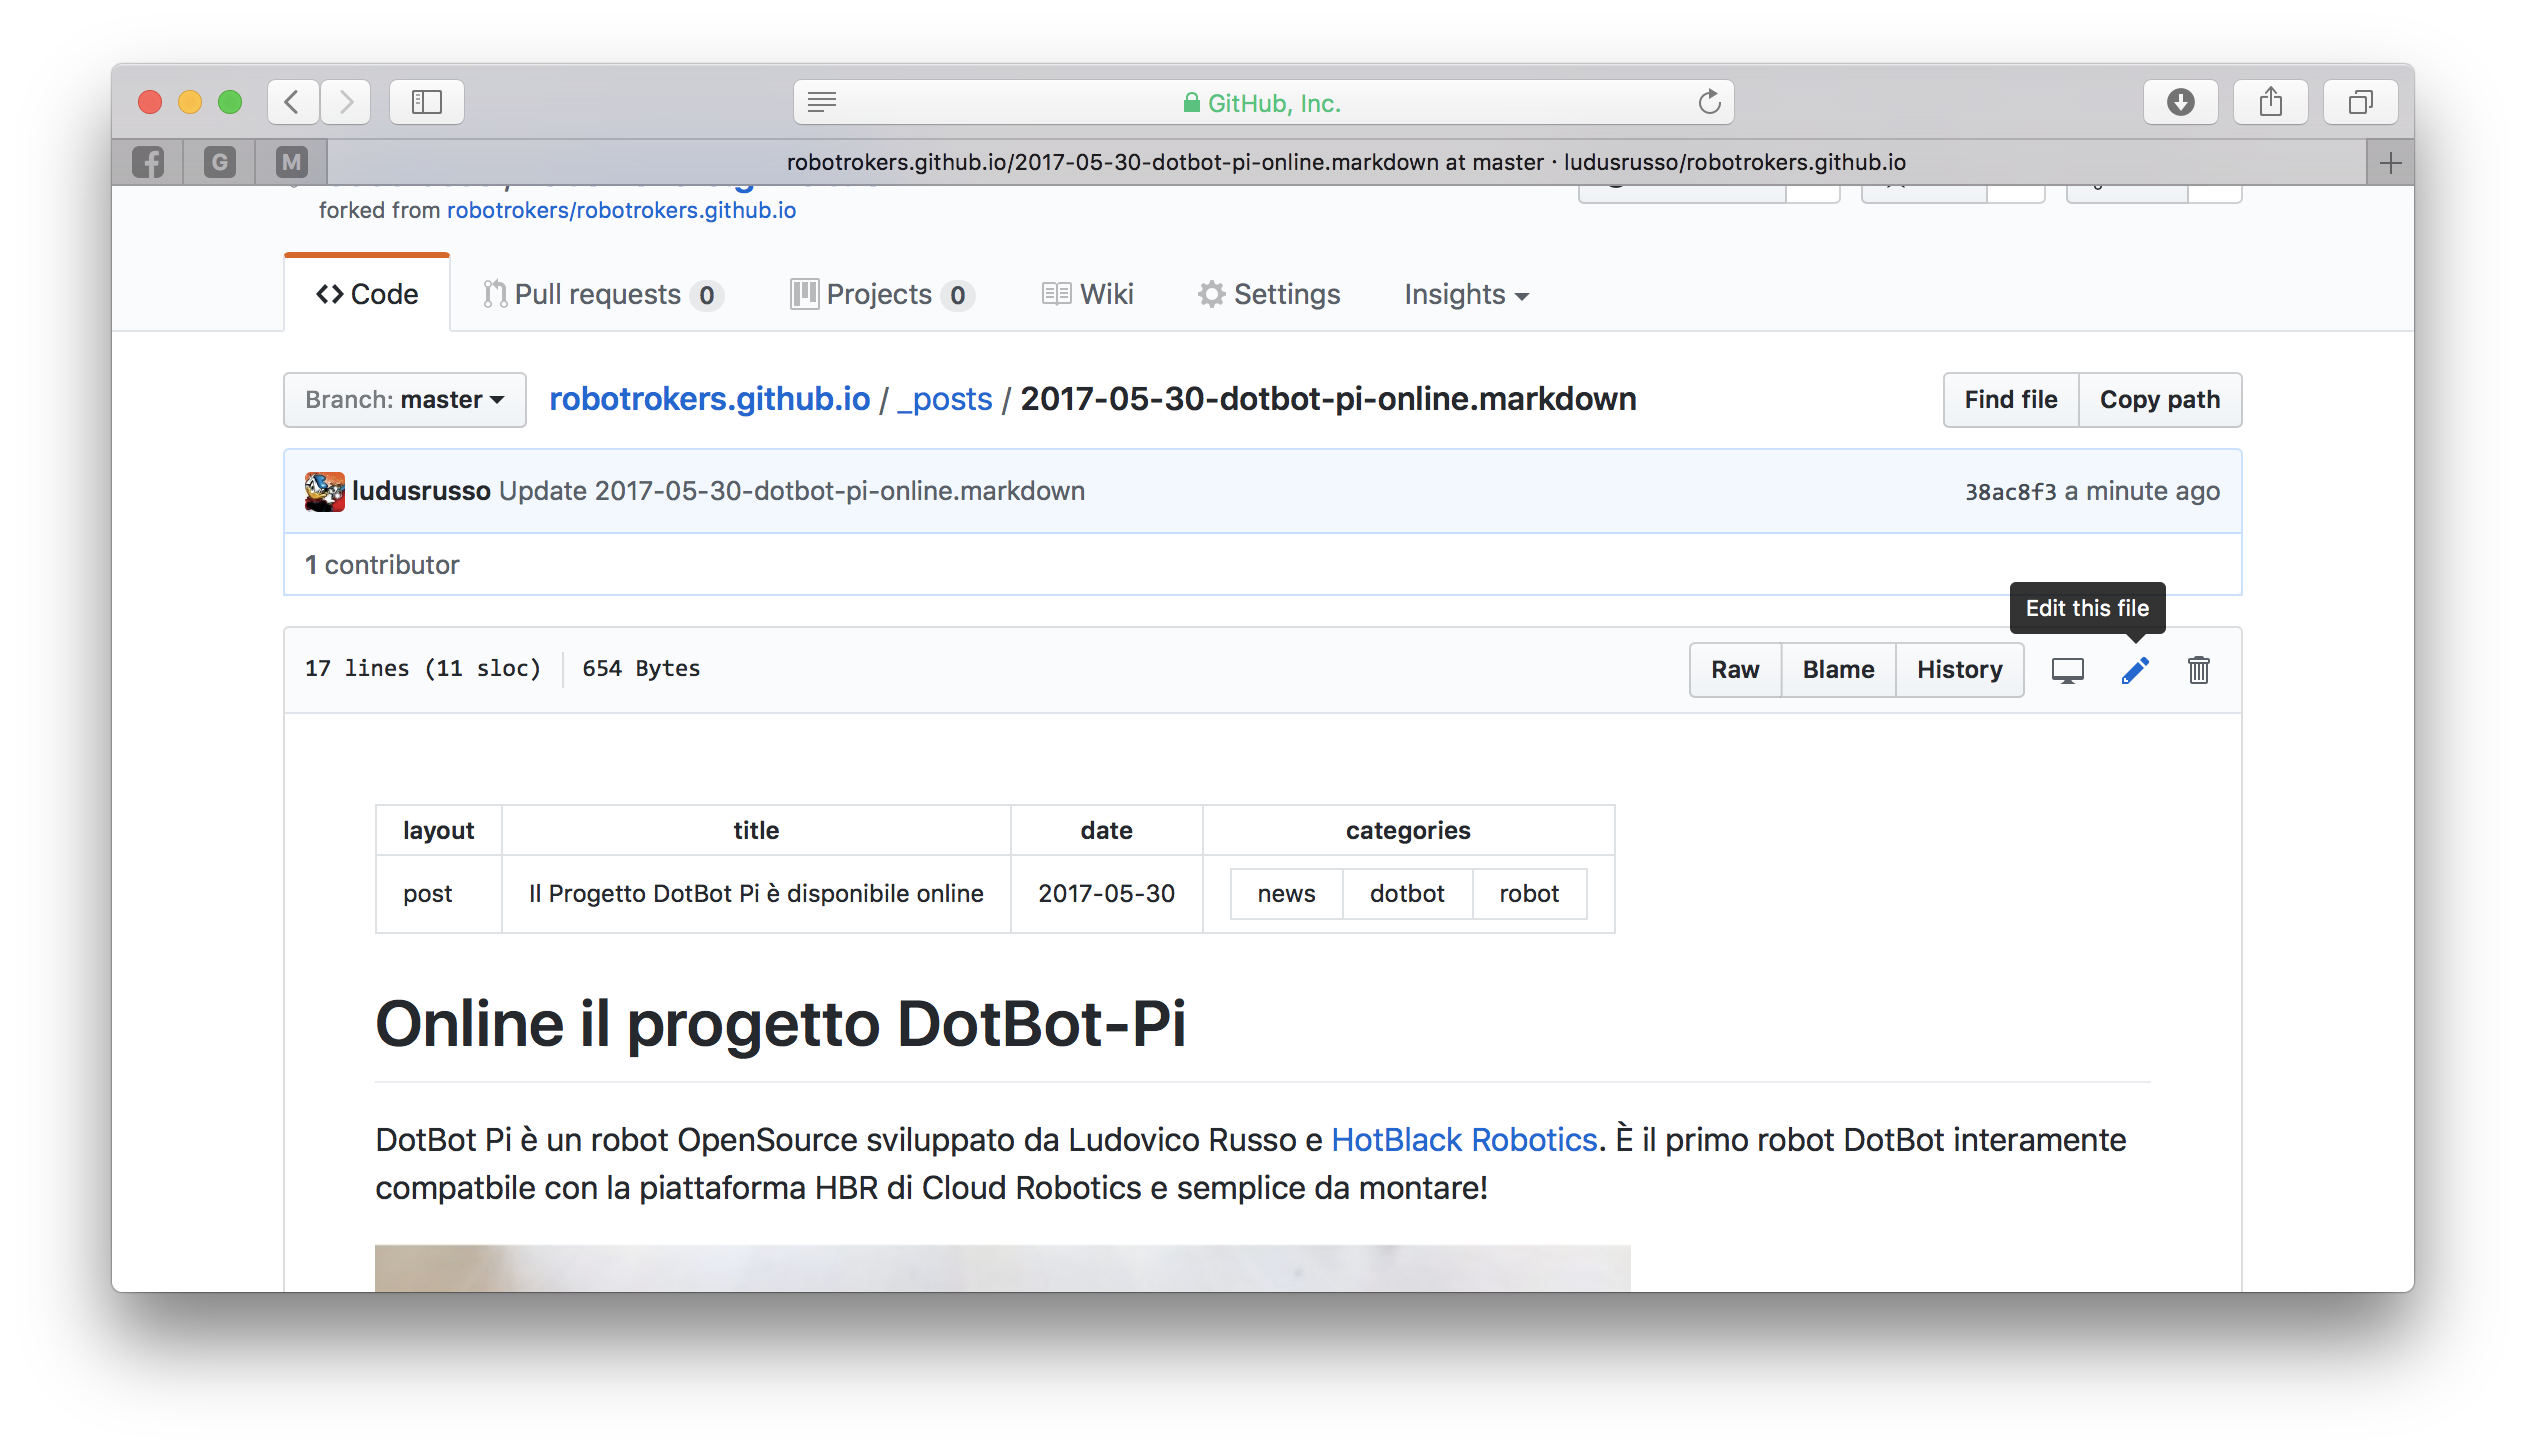 GitHub, Inc.
G
M
robotrokers.github.io/2017-05-30-dotbot-pi-online.markdown at master · ludusrusso/robotrokers.github.io
forked from robotrokers/robotrokers.github.io
Code
Pull requests 0
Projects 0
Wiki
Settings
Insights
Branch: master
robotrokers.github.io / _posts / 2017-05-30-dotbot-pi-online.markdown
Find file
Copy path
ludusrusso Update 2017-05-30-dotbot-pi-online.markdown
38ac8f3 a minute ago
1 contributor
Edit this file
17 lines (11 sloc)
654 Bytes
Raw
Blame
History
layout title date categories
post Il Progetto DotBot Pi è disponibile online 2017-05-30 news dotbot robot
Online il progetto DotBot-Pi
DotBot Pi è un robot OpenSource sviluppato da Ludovico Russo e HotBlack Robotics. È il primo robot DotBot interamente
compatbile con la piattaforma HBR di Cloud Robotics e semplice da montare!